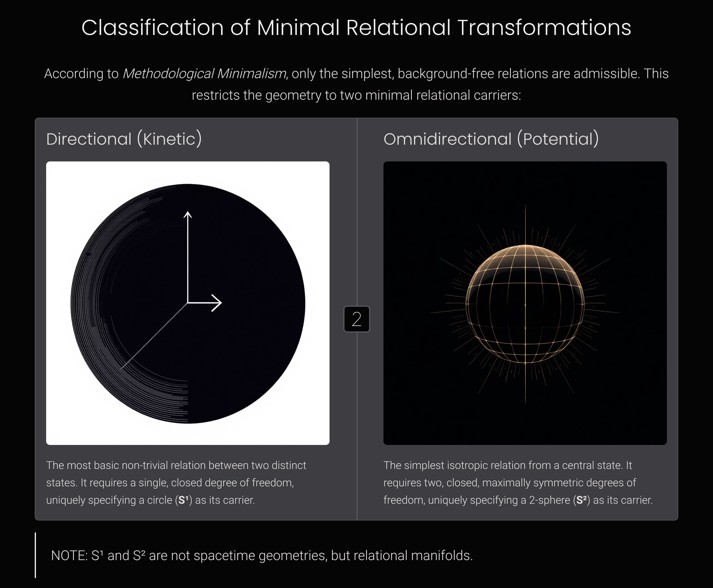 Classification of Minimal Relational Transformations
According to Methodological Minimalism, only the simplest, background-free relations are admissible. This
restricts the geometry to two minimal relational carriers:
Directional (Kinetic)
The most basic non-trivial relation between two distinct
states. It requires a single, closed degree of freedom,
uniquely specifying a circle (S¹) as its carrier.
2
Omnidirectional (Potential)
The simplest isotropic relation from a central state. It
requires two, closed, maximally symmetric degrees of
freedom, uniquely specifying a 2-sphere (S²) as its carrier.
NOTE: S¹ and S² are not spacetime geometries, but relational manifolds.